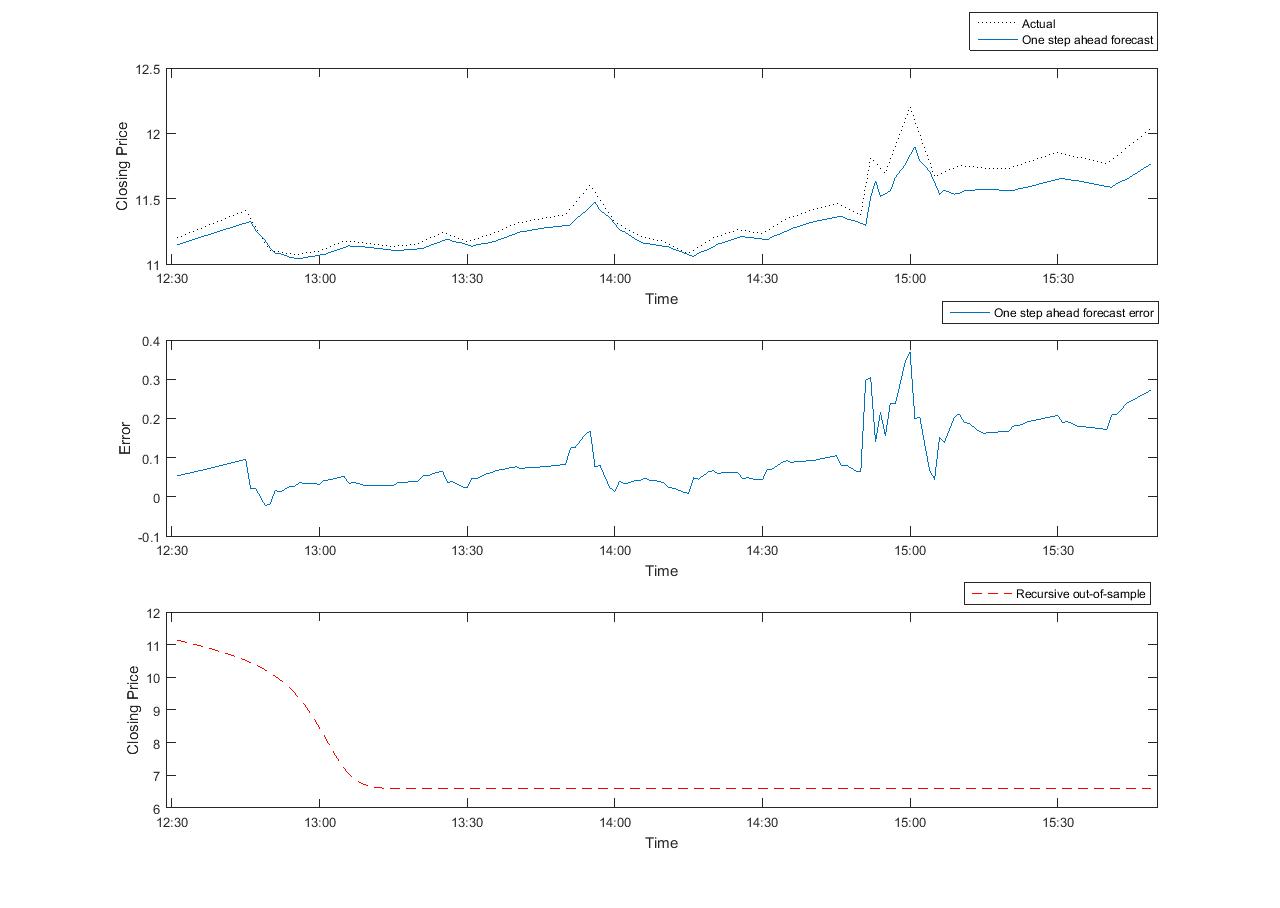 Actual
One step ahead forecast
12.5
12
11.5
11
Closing Price
12:30 13:00 13:30 14:00 14:30 15:00 15:30
Time
One step ahead forecast error
0.4
0.3
0.2
0.1
0
-0.1
Error
12:30 13:00 13:30 14:00 14:30 15:00 15:30
Time
Recursive out-of-sample
12
11
10
9
8
7
6
Closing Price
12:30 13:00 13:30 14:00 14:30 15:00 15:30
Time